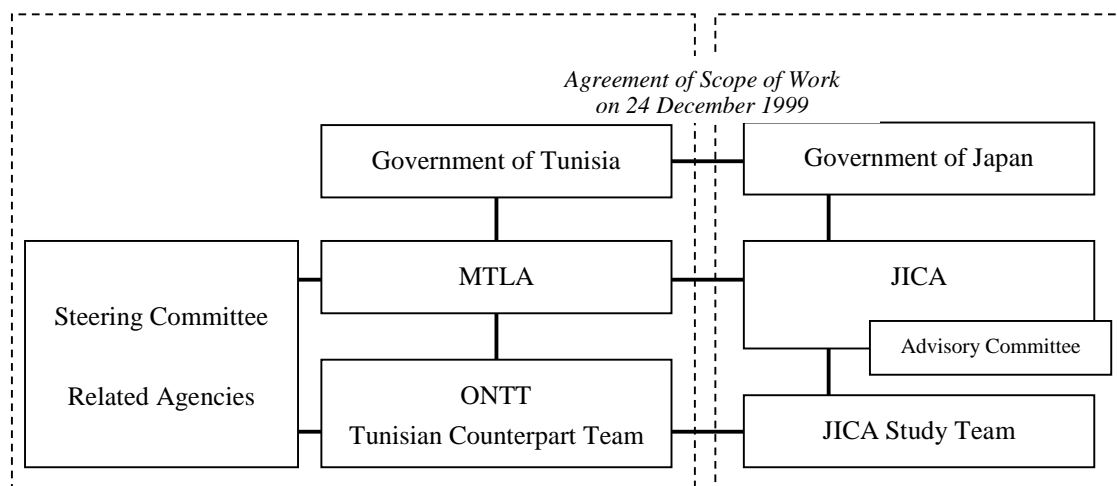 Agreement of Scope of Work
on 24 December 1999
Government of Tunisia
Government of Japan
MTLA
JICA
Steering Committee
Advisory Committee
Related Agencies
ONTT
Tunisian Counterpart Team
JICA Study Team